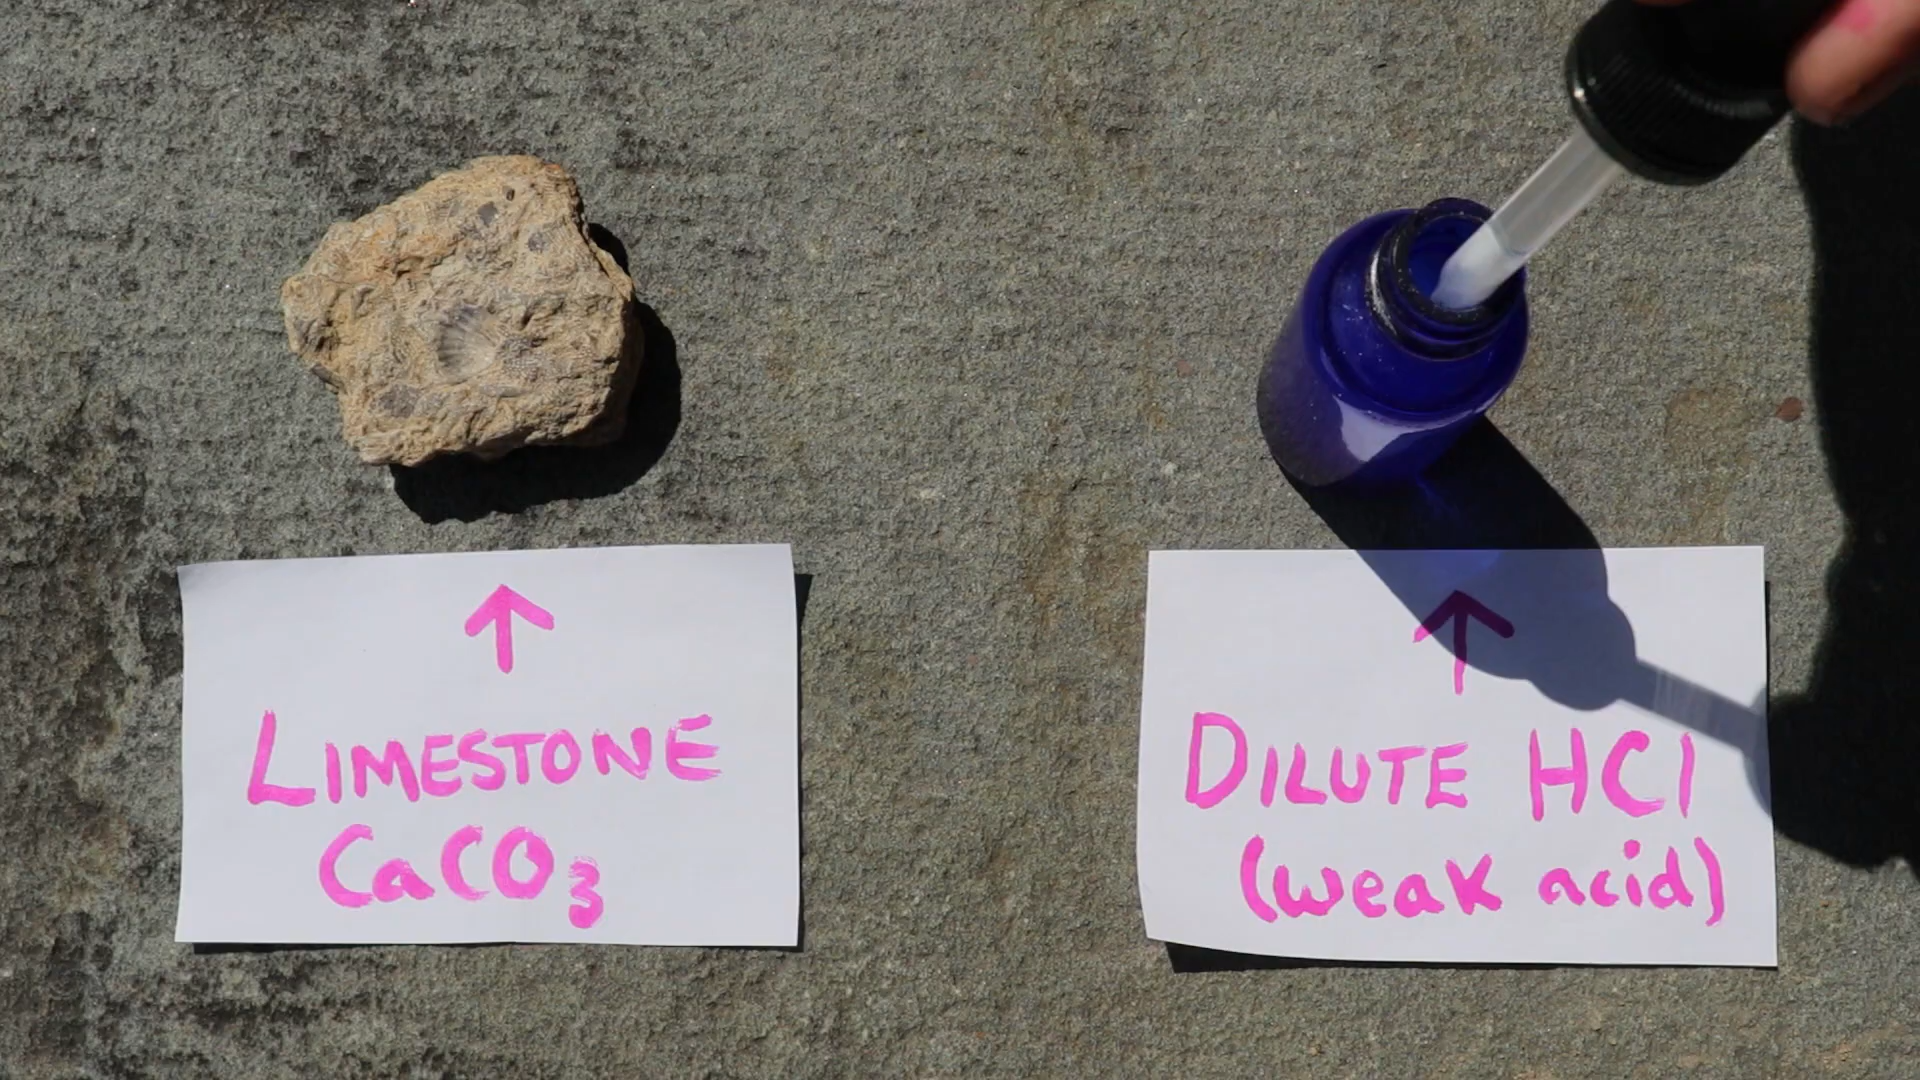 ↑
LIMESTONE
CaCO₃
↑
DILUTE HCl
(weak acid)